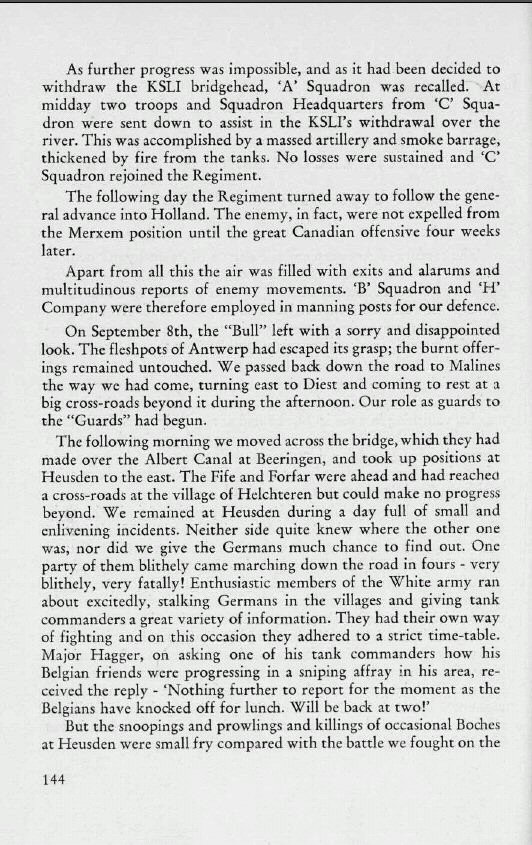 As further progress was impossible, and as it had been decided to
withdraw the KSLI bridgehead, ‘A’ Squadron was recalled. At
midday two troops and Squadron Headquarters from ‘C’ Squa-
dron were sent down to assist in the KSLI’s withdrawal over the
river. This was accomplished by a massed artillery and smoke barrage,
thickened by fire from the tanks. No losses were sustained and ‘C’
Squadron rejoined the Regiment.
The following day the Regiment turned away to follow the gene-
ral advance into Holland. The enemy, in fact, were not expelled from
the Merxem position until the great Canadian offensive four weeks
later.
Apart from all this the air was filled with exits and alarums and
multitudinous reports of enemy movements. ‘B’ Squadron and ‘H’
Company were therefore employed in manning posts for our defence.
On September 8th, the “Bull” left with a sorry and disappointed
look. The fleshpots of Antwerp had escaped its grasp; the burnt offer-
ings remained untouched. We passed back down the road to Malines
the way we had come, turning east to Diest and coming to rest at a
big cross-roads beyond it during the afternoon. Our role as guards to
the “Guards” had begun.
The following morning we moved across the bridge, which they had
made over the Albert Canal at Beeringen, and took up positions at
Heusden to the east. The Fife and Forfar were ahead and had reached
a cross-roads at the village of Helchteren but could make no progress
beyond. We remained at Heusden during a day full of small and
enlivening incidents. Neither side quite knew where the other one
was, nor did we give the Germans much chance to find out. One
party of them blithely came marching down the road in fours - very
blithely, very fatally! Enthusiastic members of the White army ran
about excitedly, stalking Germans in the villages and giving tank
commanders a great variety of information. They had their own way
of fighting and on this occasion they adhered to a strict time-table.
Major Hagger, on asking one of his tank commanders how his
Belgian friends were progressing in a sniping affray in his area, re-
ceived the reply - ‘Nothing further to report for the moment as the
Belgians have knocked off for lunch. Will be back at two!’
But the snoopings and prowlings and killings of occasional Boches
at Heusden were small fry compared with the battle we fought on the
144